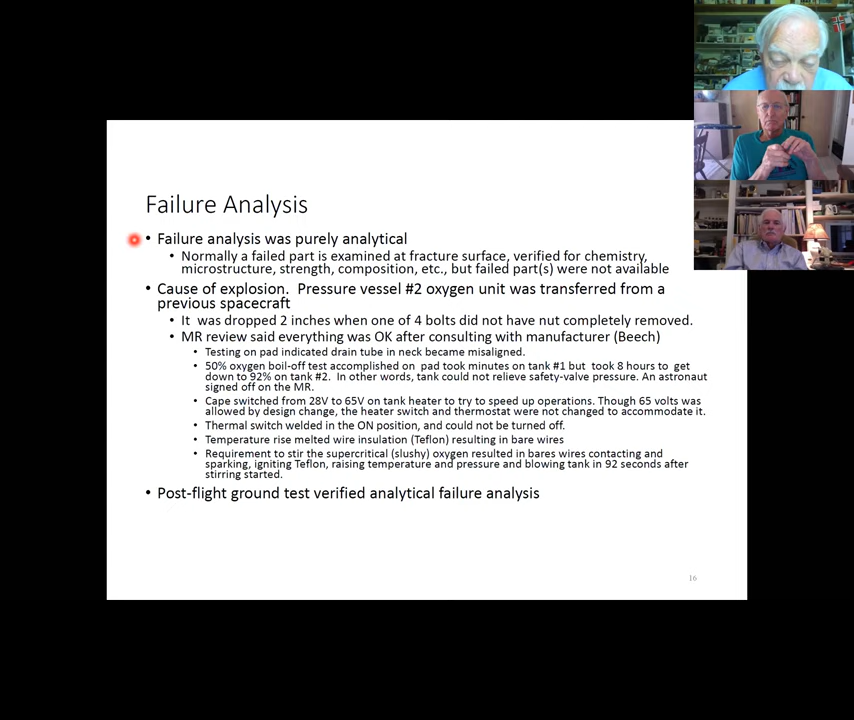 Failure Analysis
• Failure analysis was purely analytical
• Normally a failed part is examined at fracture surface, verified for chemistry,
microstructure, strength, composition, etc., but failed part(s) were not available
• Cause of explosion. Pressure vessel #2 oxygen unit was transferred from a
previous spacecraft
• It was dropped 2 inches when one of 4 bolts did not have nut completely removed.
• MR review said everything was OK after consulting with manufacturer (Beech)
• Testing on pad indicated drain tube in neck became misaligned.
• 50% oxygen boil-off test accomplished on pad took minutes on tank #1 but took 8 hours to get
down to 92% on tank #2. In other words, tank could not relieve safety-valve pressure. An astronaut
signed off on the MR.
• Cape switched from 28V to 65V on tank heater to try to speed up operations. Though 65 volts was
allowed by design change, the heater switch and thermostat were not changed to accommodate it.
• Thermal switch welded in the ON position, and could not be turned off.
• Temperature rise melted wire insulation (Teflon) resulting in bare wires
• Requirement to stir the supercritical (slushy) oxygen resulted in bares wires contacting and
sparking, igniting Teflon, raising temperature and pressure and blowing tank in 92 seconds after
stirring started.
• Post-flight ground test verified analytical failure analysis
16